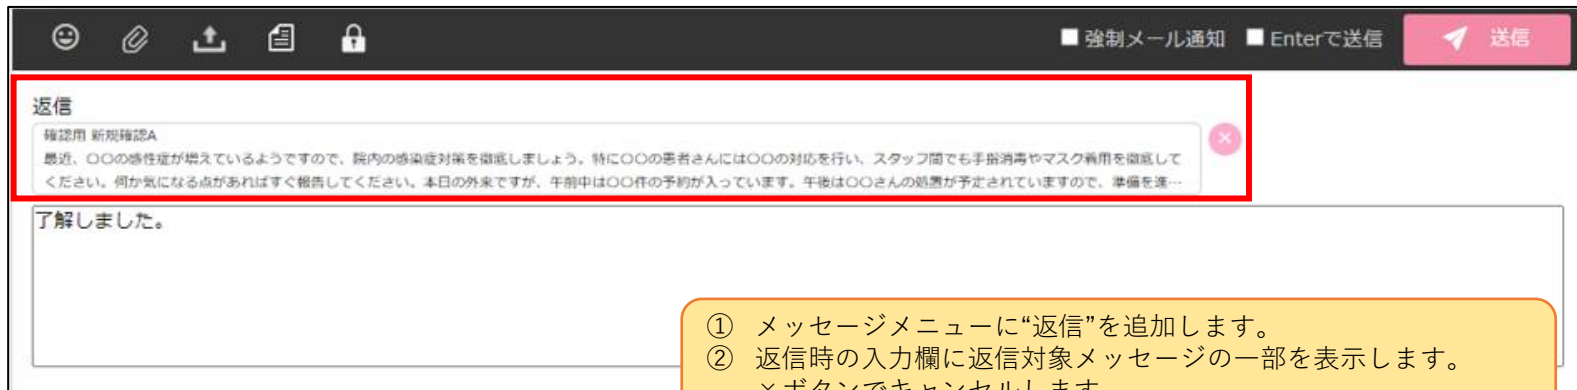 強制メール通知 Enterで送信 送信
返信
確認用 新規確認A
最近、〇〇の感性症が増えているようですので、院内の感染症対策を徹底しましょう。特に〇〇の患者さんには〇〇の対応を行い、スタッフ間でも手指消毒やマスク着用を徹底して
ください。何か気になる点があればすぐ報告してください。本日の外来ですが、午前中は〇〇件の予約が入っています。午後は〇〇さんの処置が予定されていますので、準備を進…
了解しました。
① メッセージメニューに“返信”を追加します。
② 返信時の入力欄に返信対象メッセージの一部を表示します。
×ボタンでキャンセルします